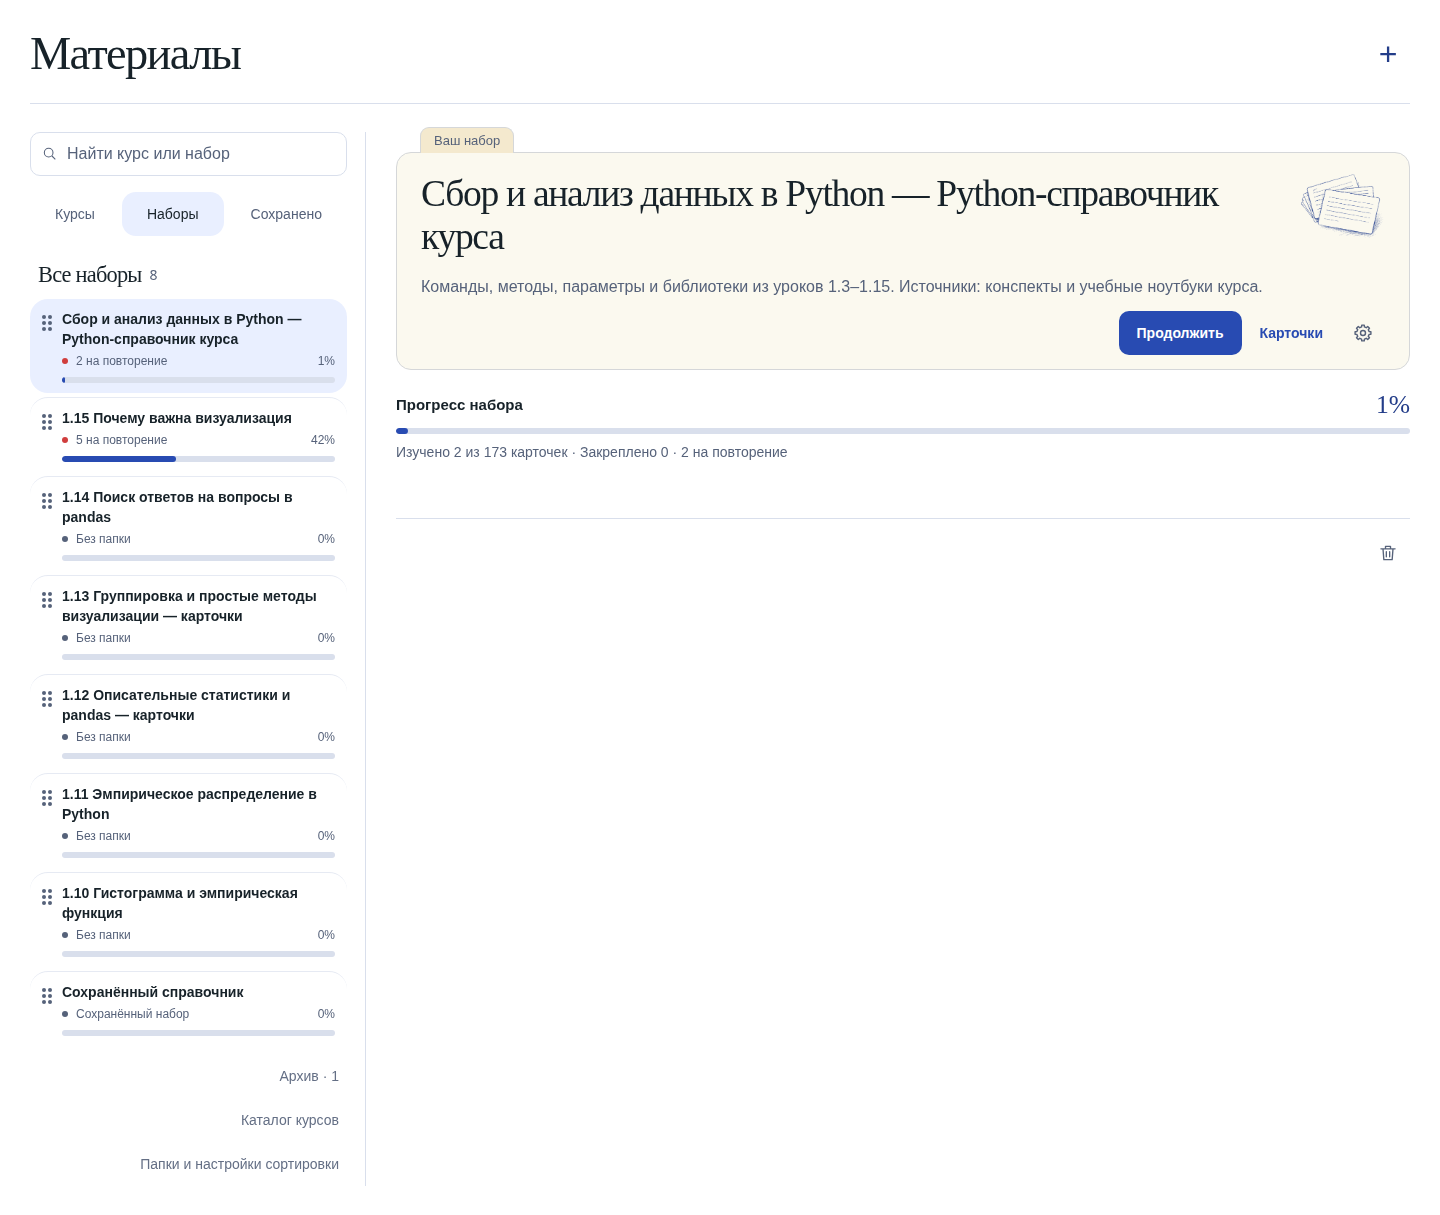 Материалы
+
Найти курс или набор
Курсы
Наборы
Сохранено
Все наборы 8
Сбор и анализ данных в Python —
Python-справочник курса
2 на повторение 1%
1.15 Почему важна визуализация
5 на повторение 42%
1.14 Поиск ответов на вопросы в
pandas
Без папки 0%
1.13 Группировка и простые методы
визуализации — карточки
Без папки 0%
1.12 Описательные статистики и
pandas — карточки
Без папки 0%
1.11 Эмпирическое распределение в
Python
Без папки 0%
1.10 Гистограмма и эмпирическая
функция
Без папки 0%
Сохранённый справочник
Сохранённый набор 0%
Архив · 1
Каталог курсов
Папки и настройки сортировки
Ваш набор
Сбор и анализ данных в Python — Python-справочник
курса
Команды, методы, параметры и библиотеки из уроков 1.3–1.15. Источники: конспекты и учебные ноутбуки курса.
Продолжить
Карточки
Прогресс набора 1%
Изучено 2 из 173 карточек · Закреплено 0 · 2 на повторение